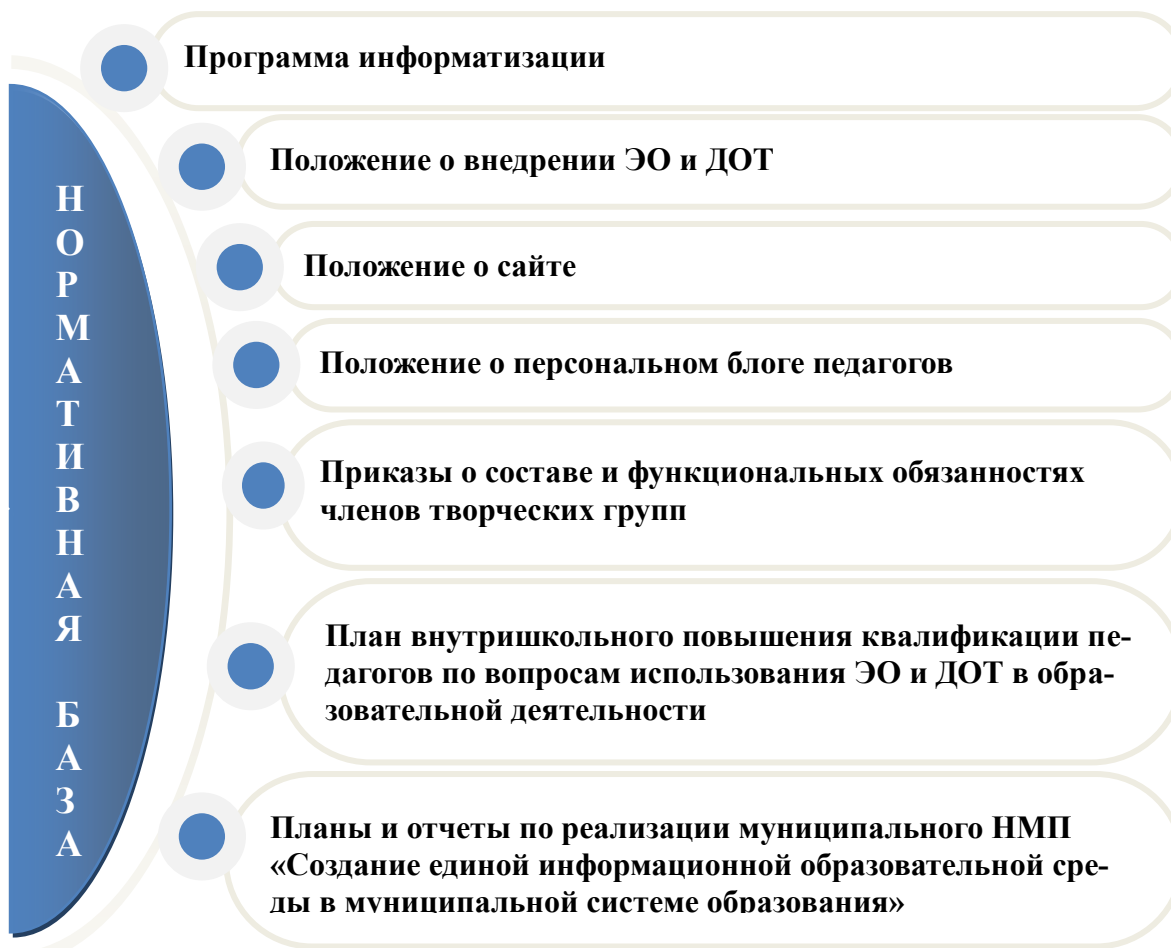 НОРМАТИВНАЯ БАЗА
Программа информатизации
Положение о внедрении ЭО и ДОТ
Положение о сайте
Положение о персональном блоге педагогов
Приказы о составе и функциональных обязанностях
членов творческих групп
План внутришкольного повышения квалификации пе-
дагогов по вопросам использования ЭО и ДОТ в обра-
зовательной деятельности
Планы и отчеты по реализации муниципального НМП
«Создание единой информационной образовательной сре-
ды в муниципальной системе образования»